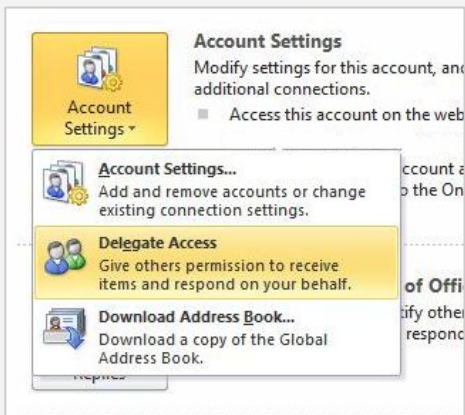 Account Settings
Modify settings for this account, and
additional connections.
Access this account on the web
Account
Settings
Account Settings...
Add and remove accounts or change
existing connection settings.
ccount a
o the On
Delegate Access
Give others permission to receive
items and respond on your behalf.
of Offi
tify other
respond
Download Address Book...
Download a copy of the Global
Address Book.
Replies